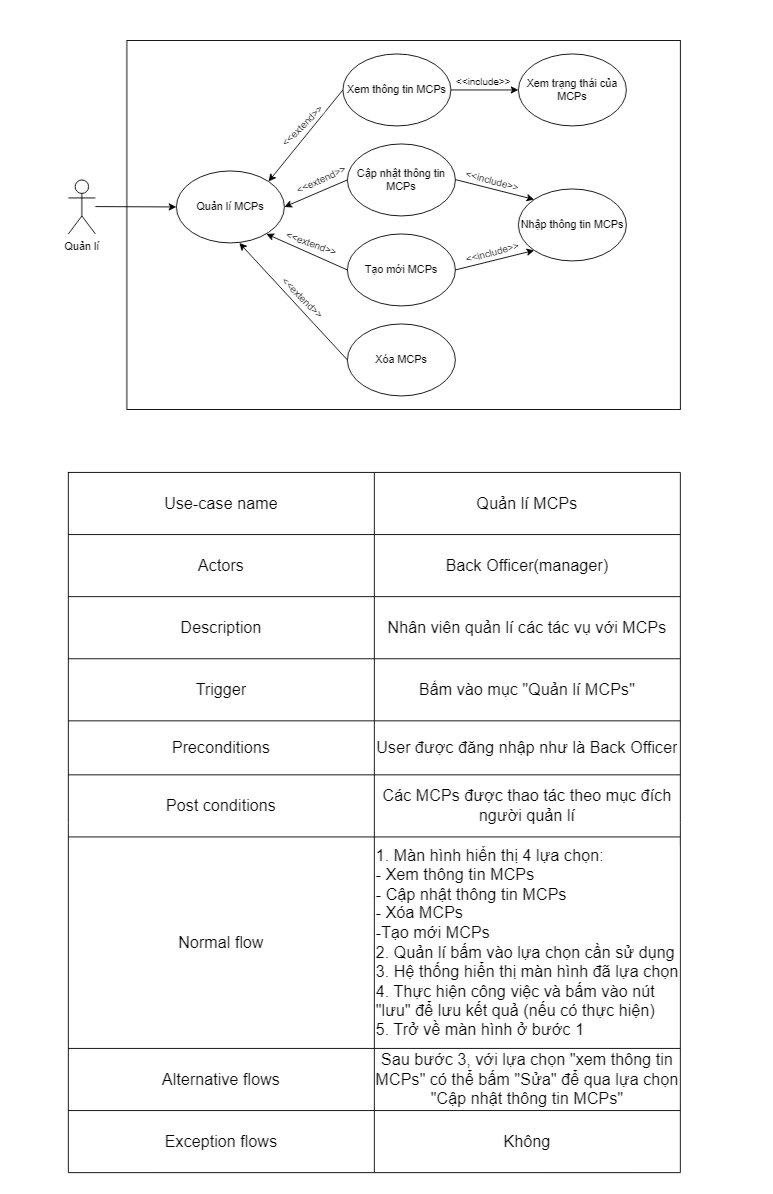 Xem thông tin MCPs
<<include>>
Xem trạng thái của
MCPs
<<extend>>
Cập nhật thông tin
MCPs
<<extend>>
<<include>>
Quản lí MCPs
Nhập thông tin MCPs
Quản lí
<<extend>>
<<include>>
Tạo mới MCPs
<<extend>>
Xóa MCPs
Use-case name
Quản lí MCPs
Actors
Back Officer(manager)
Description
Nhân viên quản lí các tác vụ với MCPs
Trigger
Bấm vào mục "Quản lí MCPs"
Preconditions
User được đăng nhập như là Back Officer
Post conditions
Các MCPs được thao tác theo mục đích
người quản lí
Normal flow
1. Màn hình hiển thị 4 lựa chọn:
- Xem thông tin MCPs
- Cập nhật thông tin MCPs
- Xóa MCPs
-Tạo mới MCPs
2. Quản lí bấm vào lựa chọn cần sử dụng
3. Hệ thống hiển thị màn hình đã lựa chọn
4. Thực hiện công việc và bấm vào nút
"lưu" để lưu kết quả (nếu có thực hiện)
5. Trở về màn hình ở bước 1
Alternative flows
Sau bước 3, với lựa chọn "xem thông tin
MCPs" có thể bấm "Sửa" để qua lựa chọn
"Cập nhật thông tin MCPs"
Exception flows
Không